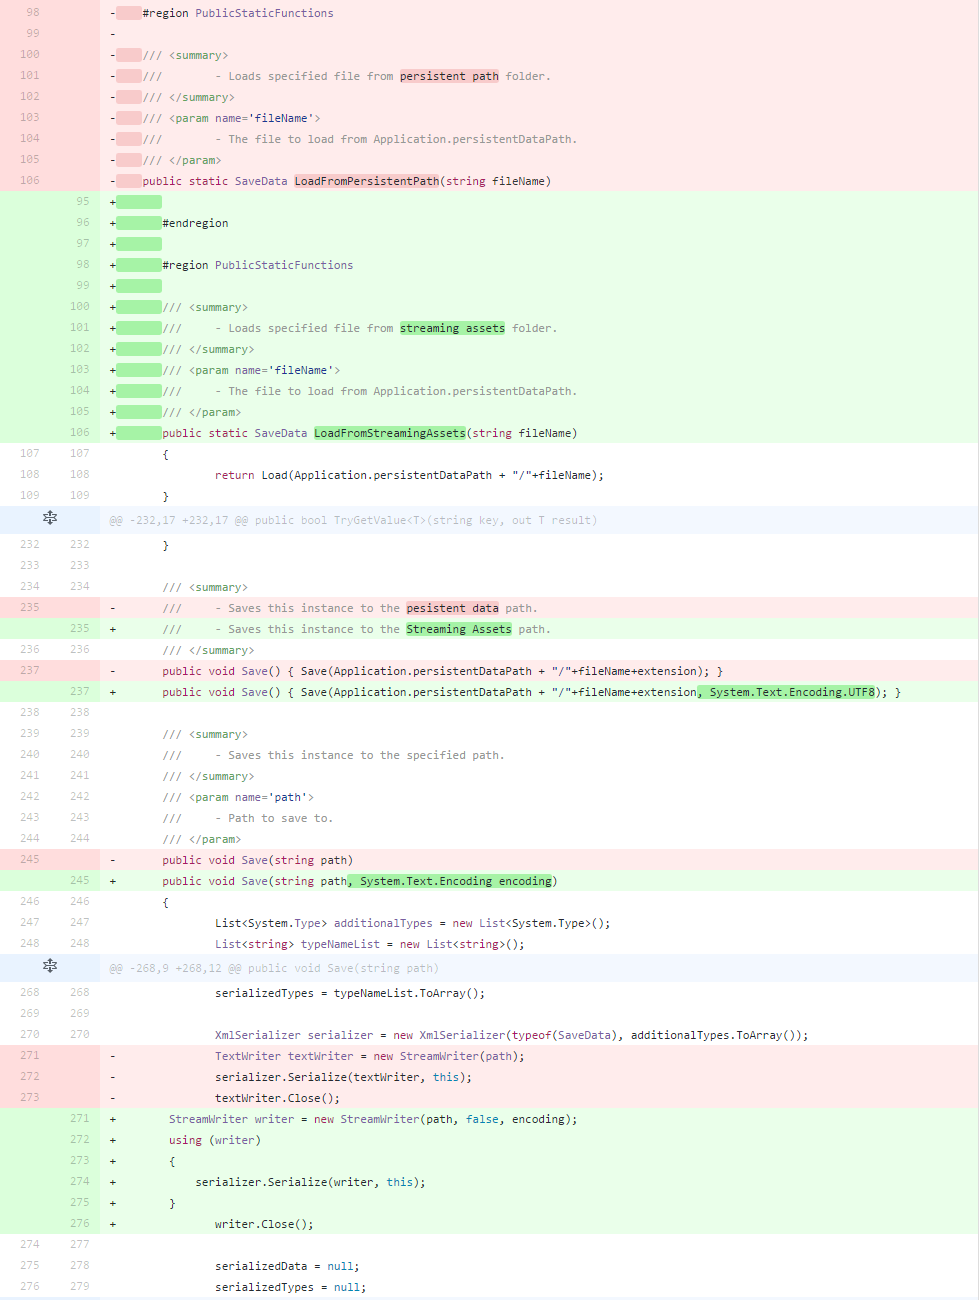 98 -    #region PublicStaticFunctions
99 -
100 -    /// <summary>
101 -    ///        - Loads specified file from persistent path folder.
102 -    /// </summary>
103 -    /// <param name='fileName'>
104 -    ///        - The file to load from Application.persistentDataPath.
105 -    /// </param>
106 -    public static SaveData LoadFromPersistentPath(string fileName)
95 +
96 +       #endregion
97 +
98 +       #region PublicStaticFunctions
99 +
100 +       /// <summary>
101 +       ///     - Loads specified file from streaming assets folder.
102 +       /// </summary>
103 +       /// <param name='fileName'>
104 +       ///     - The file to load from Application.persistentDataPath.
105 +       /// </param>
106 +       public static SaveData LoadFromStreamingAssets(string fileName)
107 107        {
108 108                return Load(Application.persistentDataPath + "/"+fileName);
109 109        }
@@ -232,17 +232,17 @@ public bool TryGetValue<T>(string key, out T result)
232 232        }
233 233
234 234        /// <summary>
235 -       ///     - Saves this instance to the pesistent data path.
235 +       ///     - Saves this instance to the Streaming Assets path.
236 236        /// </summary>
237 -       public void Save() { Save(Application.persistentDataPath + "/"+fileName+extension); }
237 +       public void Save() { Save(Application.persistentDataPath + "/"+fileName+extension, System.Text.Encoding.UTF8); }
238 238
239 239        /// <summary>
240 240        ///     - Saves this instance to the specified path.
241 241        /// </summary>
242 242        /// <param name='path'>
243 243        ///     - Path to save to.
244 244        /// </param>
245 -       public void Save(string path)
245 +       public void Save(string path, System.Text.Encoding encoding)
246 246        {
247 247                List<System.Type> additionalTypes = new List<System.Type>();
248 248                List<string> typeNameList = new List<string>();
@@ -268,9 +268,12 @@ public void Save(string path)
268 268                serializedTypes = typeNameList.ToArray();
269 269
270 270                XmlSerializer serializer = new XmlSerializer(typeof(SaveData), additionalTypes.ToArray());
271 -               TextWriter textWriter = new StreamWriter(path);
272 -               serializer.Serialize(textWriter, this);
273 -               textWriter.Close();
271 +        StreamWriter writer = new StreamWriter(path, false, encoding);
272 +        using (writer)
273 +        {
274 +            serializer.Serialize(writer, this);
275 +        }
276 +               writer.Close();
274 277
275 278                serializedData = null;
276 279                serializedTypes = null;